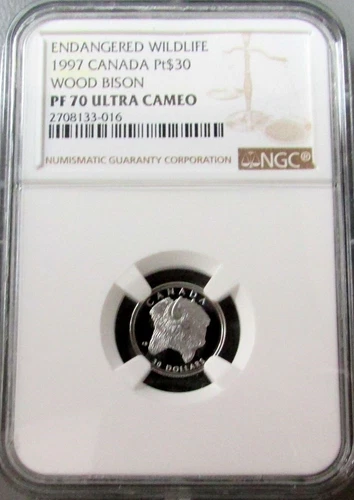 ENDANGERED WILDLIFE
1997 CANADA Pt$30
WOOD BISON
PF 70 ULTRA CAMEO
2708133-016
NUMISMATIC GUARANTY CORPORATION
NGC®
CANADA
30 DOLLARS